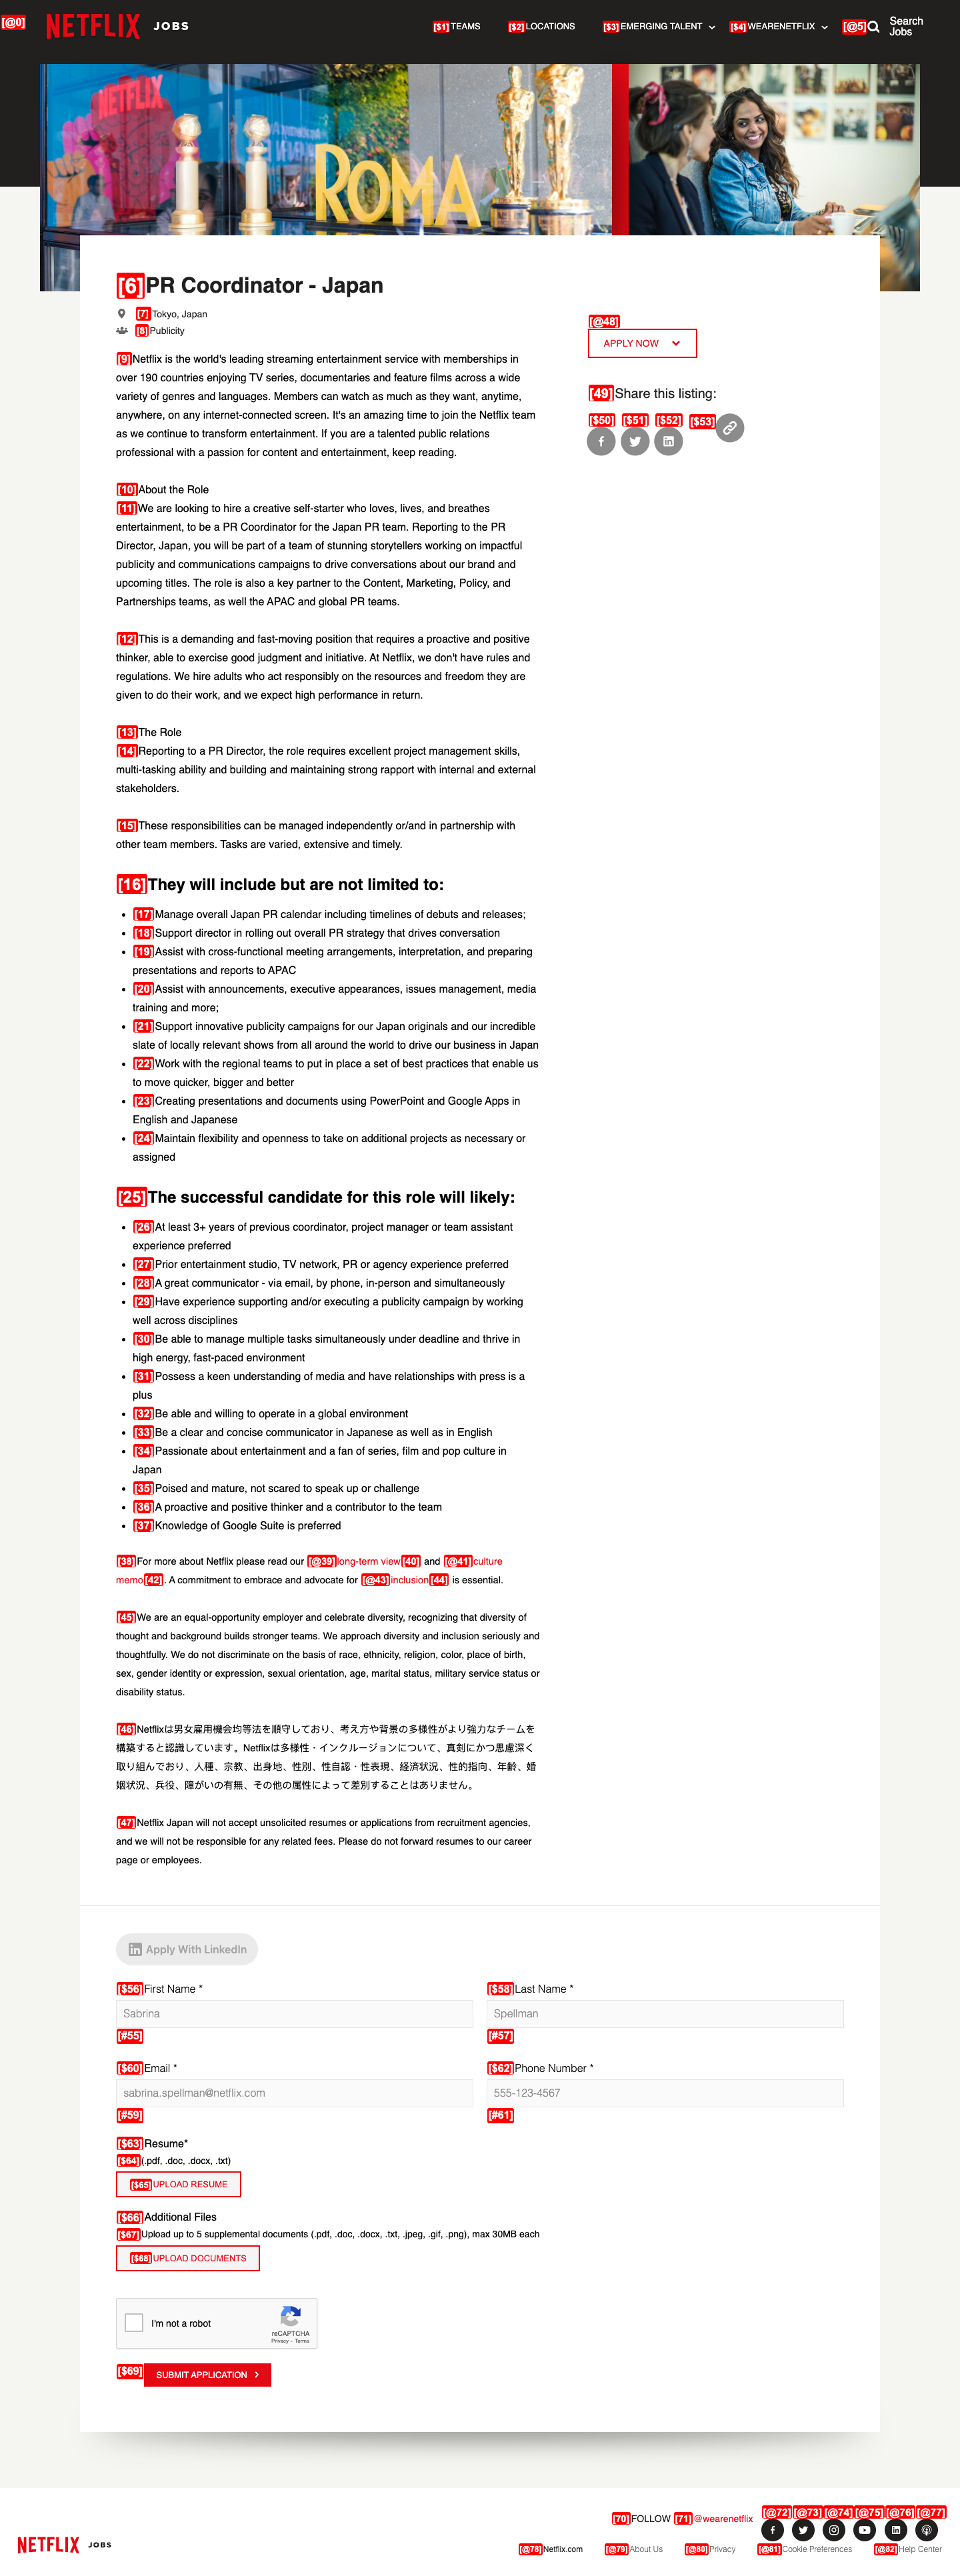 [@0] NETFLIX JOBS
[$1]TEAMS [$2]LOCATIONS [$3]EMERGING TALENT [$4]WEARENETFLIX [@5] Search Jobs
NETFLIX
ROMA
[6]PR Coordinator - Japan
[7] Tokyo, Japan
[8]Publicity
[@48]
APPLY NOW
[49]Share this listing:
[$50] [$51] [$52] [$53]
[9]Netflix is the world's leading streaming entertainment service with memberships in
over 190 countries enjoying TV series, documentaries and feature films across a wide
variety of genres and languages. Members can watch as much as they want, anytime,
anywhere, on any internet-connected screen. It's an amazing time to join the Netflix team
as we continue to transform entertainment. If you are a talented public relations
professional with a passion for content and entertainment, keep reading.
[10]About the Role
[11]We are looking to hire a creative self-starter who loves, lives, and breathes
entertainment, to be a PR Coordinator for the Japan PR team. Reporting to the PR
Director, Japan, you will be part of a team of stunning storytellers working on impactful
publicity and communications campaigns to drive conversations about our brand and
upcoming titles. The role is also a key partner to the Content, Marketing, Policy, and
Partnerships teams, as well the APAC and global PR teams.
[12]This is a demanding and fast-moving position that requires a proactive and positive
thinker, able to exercise good judgment and initiative. At Netflix, we don't have rules and
regulations. We hire adults who act responsibly on the resources and freedom they are
given to do their work, and we expect high performance in return.
[13]The Role
[14]Reporting to a PR Director, the role requires excellent project management skills,
multi-tasking ability and building and maintaining strong rapport with internal and external
stakeholders.
[15]These responsibilities can be managed independently or/and in partnership with
other team members. Tasks are varied, extensive and timely.
[16]They will include but are not limited to:
• [17]Manage overall Japan PR calendar including timelines of debuts and releases;
• [18]Support director in rolling out overall PR strategy that drives conversation
• [19]Assist with cross-functional meeting arrangements, interpretation, and preparing
presentations and reports to APAC
• [20]Assist with announcements, executive appearances, issues management, media
training and more;
• [21]Support innovative publicity campaigns for our Japan originals and our incredible
slate of locally relevant shows from all around the world to drive our business in Japan
• [22]Work with the regional teams to put in place a set of best practices that enable us
to move quicker, bigger and better
• [23]Creating presentations and documents using PowerPoint and Google Apps in
English and Japanese
• [24]Maintain flexibility and openness to take on additional projects as necessary or
assigned
[25]The successful candidate for this role will likely:
• [26]At least 3+ years of previous coordinator, project manager or team assistant
experience preferred
• [27]Prior entertainment studio, TV network, PR or agency experience preferred
• [28]A great communicator - via email, by phone, in-person and simultaneously
• [29]Have experience supporting and/or executing a publicity campaign by working
well across disciplines
• [30]Be able to manage multiple tasks simultaneously under deadline and thrive in
high energy, fast-paced environment
• [31]Possess a keen understanding of media and have relationships with press is a
plus
• [32]Be able and willing to operate in a global environment
• [33]Be a clear and concise communicator in Japanese as well as in English
• [34]Passionate about entertainment and a fan of series, film and pop culture in
Japan
• [35]Poised and mature, not scared to speak up or challenge
• [36]A proactive and positive thinker and a contributor to the team
• [37]Knowledge of Google Suite is preferred
[38]For more about Netflix please read our [@39]long-term view[40] and [@41]culture
memo[42]. A commitment to embrace and advocate for [@43]inclusion[44] is essential.
[45]We are an equal-opportunity employer and celebrate diversity, recognizing that diversity of
thought and background builds stronger teams. We approach diversity and inclusion seriously and
thoughtfully. We do not discriminate on the basis of race, ethnicity, religion, color, place of birth,
sex, gender identity or expression, sexual orientation, age, marital status, military service status or
disability status.
[46]Netflixは男女雇用機会均等法を順守しており、考え方や背景の多様性がより強力なチームを
構築すると認識しています。Netflixは多様性・インクルージョンについて、真剣にかつ思慮深く
取り組んでおり、人種、宗教、出身地、性別、性自認・性表現、経済状況、性的指向、年齢、婚
姻状況、兵役、障がいの有無、その他の属性によって差別することはありません。
[47]Netflix Japan will not accept unsolicited resumes or applications from recruitment agencies,
and we will not be responsible for any related fees. Please do not forward resumes to our career
page or employees.
Apply With LinkedIn
[$56]First Name * [$58]Last Name *
Sabrina Spellman
[#55] [#57]
[$60]Email * [$62]Phone Number *
sabrina.spellman@netflix.com 555-123-4567
[#59] [#61]
[$63]Resume*
[$64](.pdf, .doc, .docx, .txt)
[$65]UPLOAD RESUME
[$66]Additional Files
[$67]Upload up to 5 supplemental documents (.pdf, .doc, .docx, .txt, .jpeg, .gif, .png), max 30MB each
[$68]UPLOAD DOCUMENTS
I'm not a robot
reCAPTCHA
Privacy - Terms
[$69] SUBMIT APPLICATION
[70]FOLLOW [71]@wearenetflix [@72][@73][@74][@75][@76][@77]
NETFLIX JOBS
[@78]Netflix.com [@79]About Us [@80]Privacy [@81]Cookie Preferences [@82]Help Center